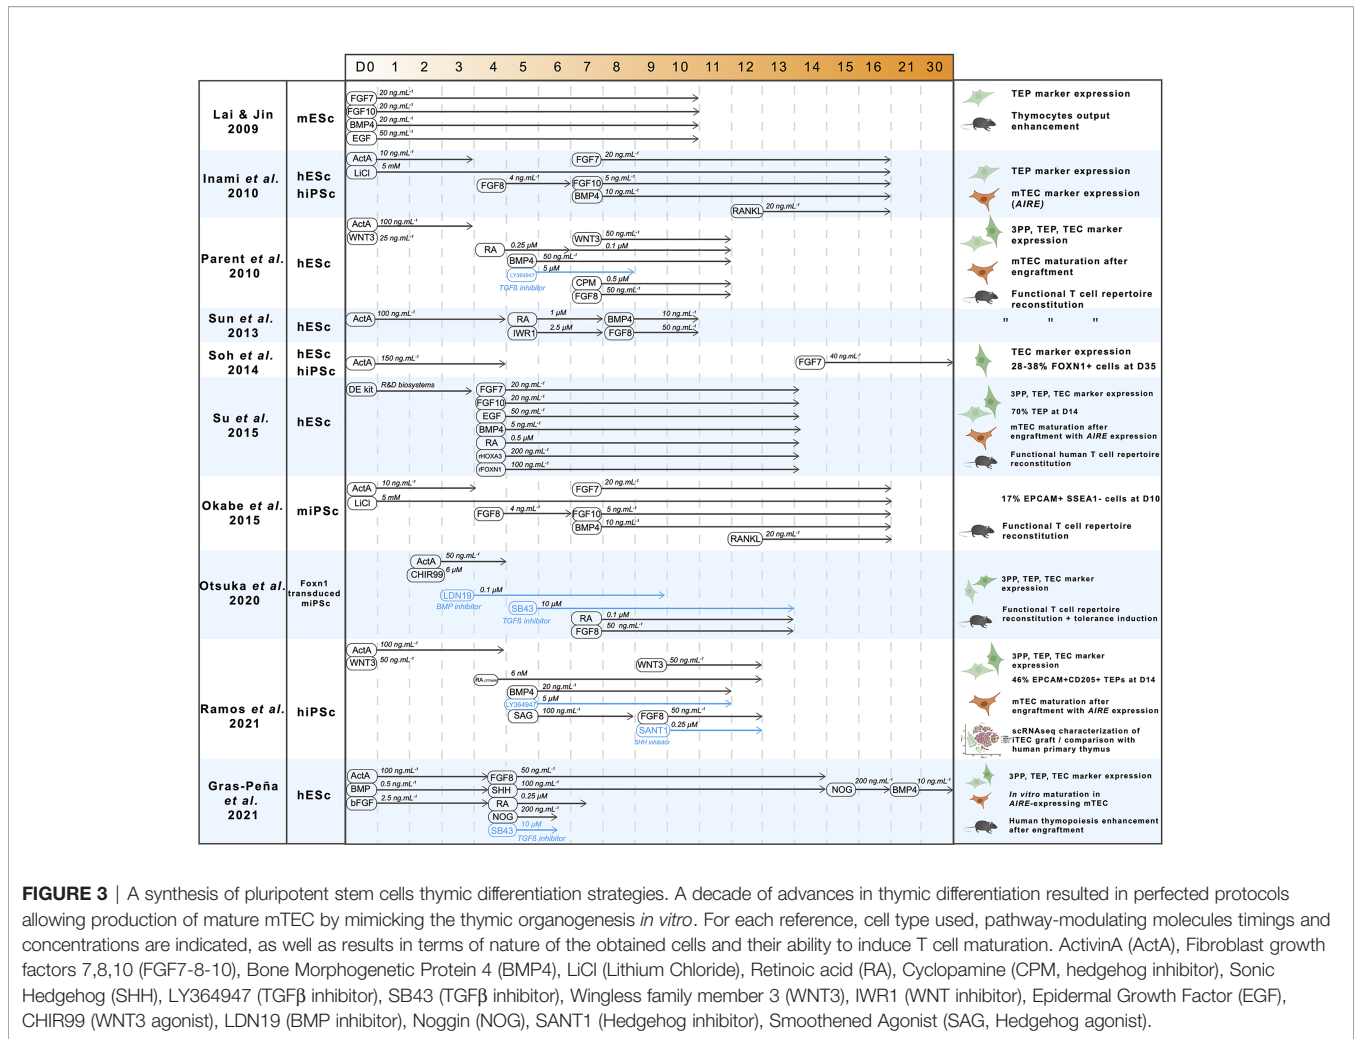 D0 1 2 3 4 5 6 7 8 9 10 11 12 13 14 15 16 21 30
Lai & Jin
2009
mESc
FGF7 20 ng.mL-1
FGF10 20 ng.mL-1
BMP4 20 ng.mL-1
EGF 50 ng.mL-1
TEP marker expression
Thymocytes output
enhancement
Inami et al.
2010
hESc
hiPSc
ActA 10 ng.mL-1
FGF7 20 ng.mL-1
LiCl 5 mM
FGF8 4 ng.mL-1
FGF10 5 ng.mL-1
BMP4 10 ng.mL-1
RANKL 20 ng.mL-1
TEP marker expression
mTEC marker expression
(AIRE)
Parent et al.
2010
hESc
ActA 100 ng.mL-1
WNT3 25 ng.mL-1
WNT3 50 ng.mL-1
RA 0.25 µM 0.1 µM
BMP4 50 ng.mL-1
LY364947 5 µM
TGFß inhibitor
CPM 0.5 µM
FGF8 50 ng.mL-1
3PP, TEP, TEC marker
expression
mTEC maturation after
engraftment
Functional T cell repertoire
reconstitution
Sun et al.
2013
hESc
ActA 100 ng.mL-1
RA 1 µM
BMP4 10 ng.mL-1
IWR1 2.5 µM
FGF8 50 ng.mL-1
" " "
Soh et al.
2014
hESc
hiPSc
ActA 150 ng.mL-1
FGF7 40 ng.mL-1
TEC marker expression
28-38% FOXN1+ cells at D35
Su et al.
2015
hESc
DE kit R&D biosystems
FGF7 20 ng.mL-1
FGF10 20 ng.mL-1
EGF 50 ng.mL-1
BMP4 5 ng.mL-1
RA 0.5 µM
rHOXA3 200 ng.mL-1
rFOXN1 100 ng.mL-1
3PP, TEP, TEC marker expression
70% TEP at D14
mTEC maturation after
engraftment with AIRE expression
Functional human T cell repertoire
reconstitution
Okabe et al.
2015
miPSc
ActA 10 ng.mL-1
FGF7 20 ng.mL-1
LiCl 5 mM
FGF8 4 ng.mL-1
FGF10 5 ng.mL-1
BMP4 10 ng.mL-1
RANKL 20 ng.mL-1
17% EPCAM+ SSEA1- cells at D10
Functional T cell repertoire
reconstitution
Otsuka et al.
2020
Foxn1
transduced
miPSc
ActA 50 ng.mL-1
CHIR99 6 µM
LDN19 0.1 µM
BMP inhibitor
SB43 10 µM
TGFß inhibitor
RA 0.1 µM
FGF8 50 ng.mL-1
3PP, TEP, TEC marker
expression
Functional T cell repertoire
reconstitution + tolerance induction
Ramos et al.
2021
hiPSc
ActA 100 ng.mL-1
WNT3 50 ng.mL-1
WNT3 50 ng.mL-1
RA 6 nM
BMP4 20 ng.mL-1
LY364947 5 µM
SAG 100 ng.mL-1
FGF8 50 ng.mL-1
SANT1 0.25 µM
SHH inhibitor
3PP, TEP, TEC marker
expression
46% EPCAM+CD205+ TEPs at D14
mTEC maturation after
engraftment with AIRE expression
scRNAseq characterization of
iTEC graft / comparison with
human primary thymus
Gras-Peña
et al.
2021
hESc
ActA 100 ng.mL-1
FGF8 50 ng.mL-1
BMP 0.5 ng.mL-1
SHH 100 ng.mL-1
NOG 200 ng.mL-1
BMP4 10 ng.mL-1
bFGF 2.5 ng.mL-1
RA 0.25 µM
NOG 200 ng.mL-1
SB43 10 µM
TGFß inhibitor
3PP, TEP, TEC marker expression
In vitro maturation in
AIRE-expressing mTEC
Human thymopoiesis enhancement
after engraftment
FIGURE 3 | A synthesis of pluripotent stem cells thymic differentiation strategies. A decade of advances in thymic differentiation resulted in perfected protocols
allowing production of mature mTEC by mimicking the thymic organogenesis in vitro. For each reference, cell type used, pathway-modulating molecules timings and
concentrations are indicated, as well as results in terms of nature of the obtained cells and their ability to induce T cell maturation. ActivinA (ActA), Fibroblast growth
factors 7,8,10 (FGF7-8-10), Bone Morphogenetic Protein 4 (BMP4), LiCl (Lithium Chloride), Retinoic acid (RA), Cyclopamine (CPM, hedgehog inhibitor), Sonic
Hedgehog (SHH), LY364947 (TGFβ inhibitor), SB43 (TGFβ inhibitor), Wingless family member 3 (WNT3), IWR1 (WNT inhibitor), Epidermal Growth Factor (EGF),
CHIR99 (WNT3 agonist), LDN19 (BMP inhibitor), Noggin (NOG), SANT1 (Hedgehog inhibitor), Smoothened Agonist (SAG, Hedgehog agonist).